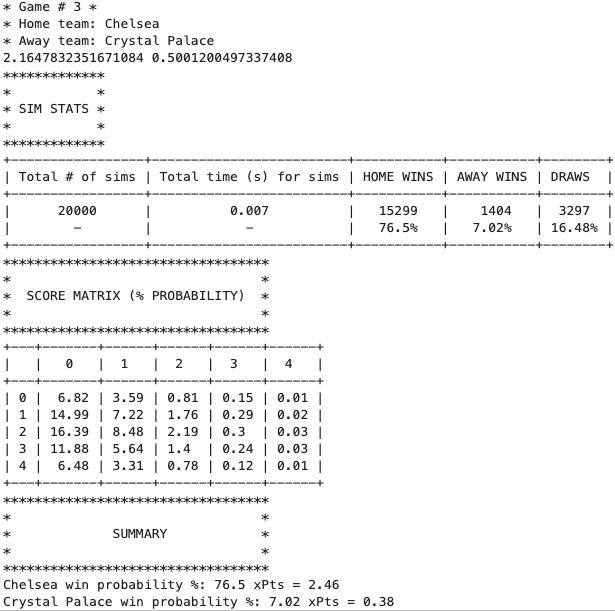 * Game # 3 *
* Home team: Chelsea
* Away team: Crystal Palace
2.1647832351671084 0.5001200497337408
*************
*           *
* SIM STATS *
*           *
*************
+-----------------+-------------------------+-----------+-----------+--------+
| Total # of sims | Total time (s) for sims | HOME WINS | AWAY WINS | DRAWS  |
+-----------------+-------------------------+-----------+-----------+--------+
|      20000      |          0.007          |   15299   |    1404   |  3297  |
|        -        |            -            |   76.5%   |   7.02%   | 16.48% |
+-----------------+-------------------------+-----------+-----------+--------+
**********************************
*                                *
*  SCORE MATRIX (% PROBABILITY)  *
*                                *
**********************************
+---+-------+------+------+------+------+
|   |   0   |  1   |  2   |  3   |  4   |
+---+-------+------+------+------+------+
| 0 |  6.82 | 3.59 | 0.81 | 0.15 | 0.01 |
| 1 | 14.99 | 7.22 | 1.76 | 0.29 | 0.02 |
| 2 | 16.39 | 8.48 | 2.19 | 0.3  | 0.03 |
| 3 | 11.88 | 5.64 | 1.4  | 0.24 | 0.03 |
| 4 |  6.48 | 3.31 | 0.78 | 0.12 | 0.01 |
+---+-------+------+------+------+------+
**********************************
*                                *
*             SUMMARY            *
*                                *
**********************************
Chelsea win probability %: 76.5 xPts = 2.46
Crystal Palace win probability %: 7.02 xPts = 0.38